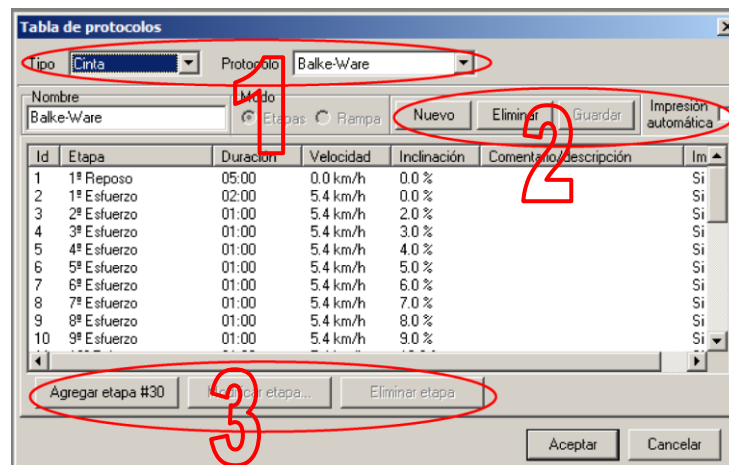 Tabla de protocolos
Tipo Cinta Protocolo Balke-Ware
1
Nombre Modo
Balke-Ware Etapas Rampa Nuevo Eliminar Guardar Impresión automática
2
Id Etapa Duración Velocidad Inclinación Comentario/descripción Im
1 1ª Reposo 05:00 0.0 km/h 0.0 % Si
2 1ª Esfuerzo 02:00 5.4 km/h 0.0 % Si
3 2ª Esfuerzo 01:00 5.4 km/h 2.0 % Si
4 3ª Esfuerzo 01:00 5.4 km/h 3.0 % Si
5 4ª Esfuerzo 01:00 5.4 km/h 4.0 % Si
6 5ª Esfuerzo 01:00 5.4 km/h 5.0 % Si
7 6ª Esfuerzo 01:00 5.4 km/h 6.0 % Si
8 7ª Esfuerzo 01:00 5.4 km/h 7.0 % Si
9 8ª Esfuerzo 01:00 5.4 km/h 8.0 % Si
10 9ª Esfuerzo 01:00 5.4 km/h 9.0 % Si
Agregar etapa #30 Modificar etapa... Eliminar etapa
3
Aceptar Cancelar